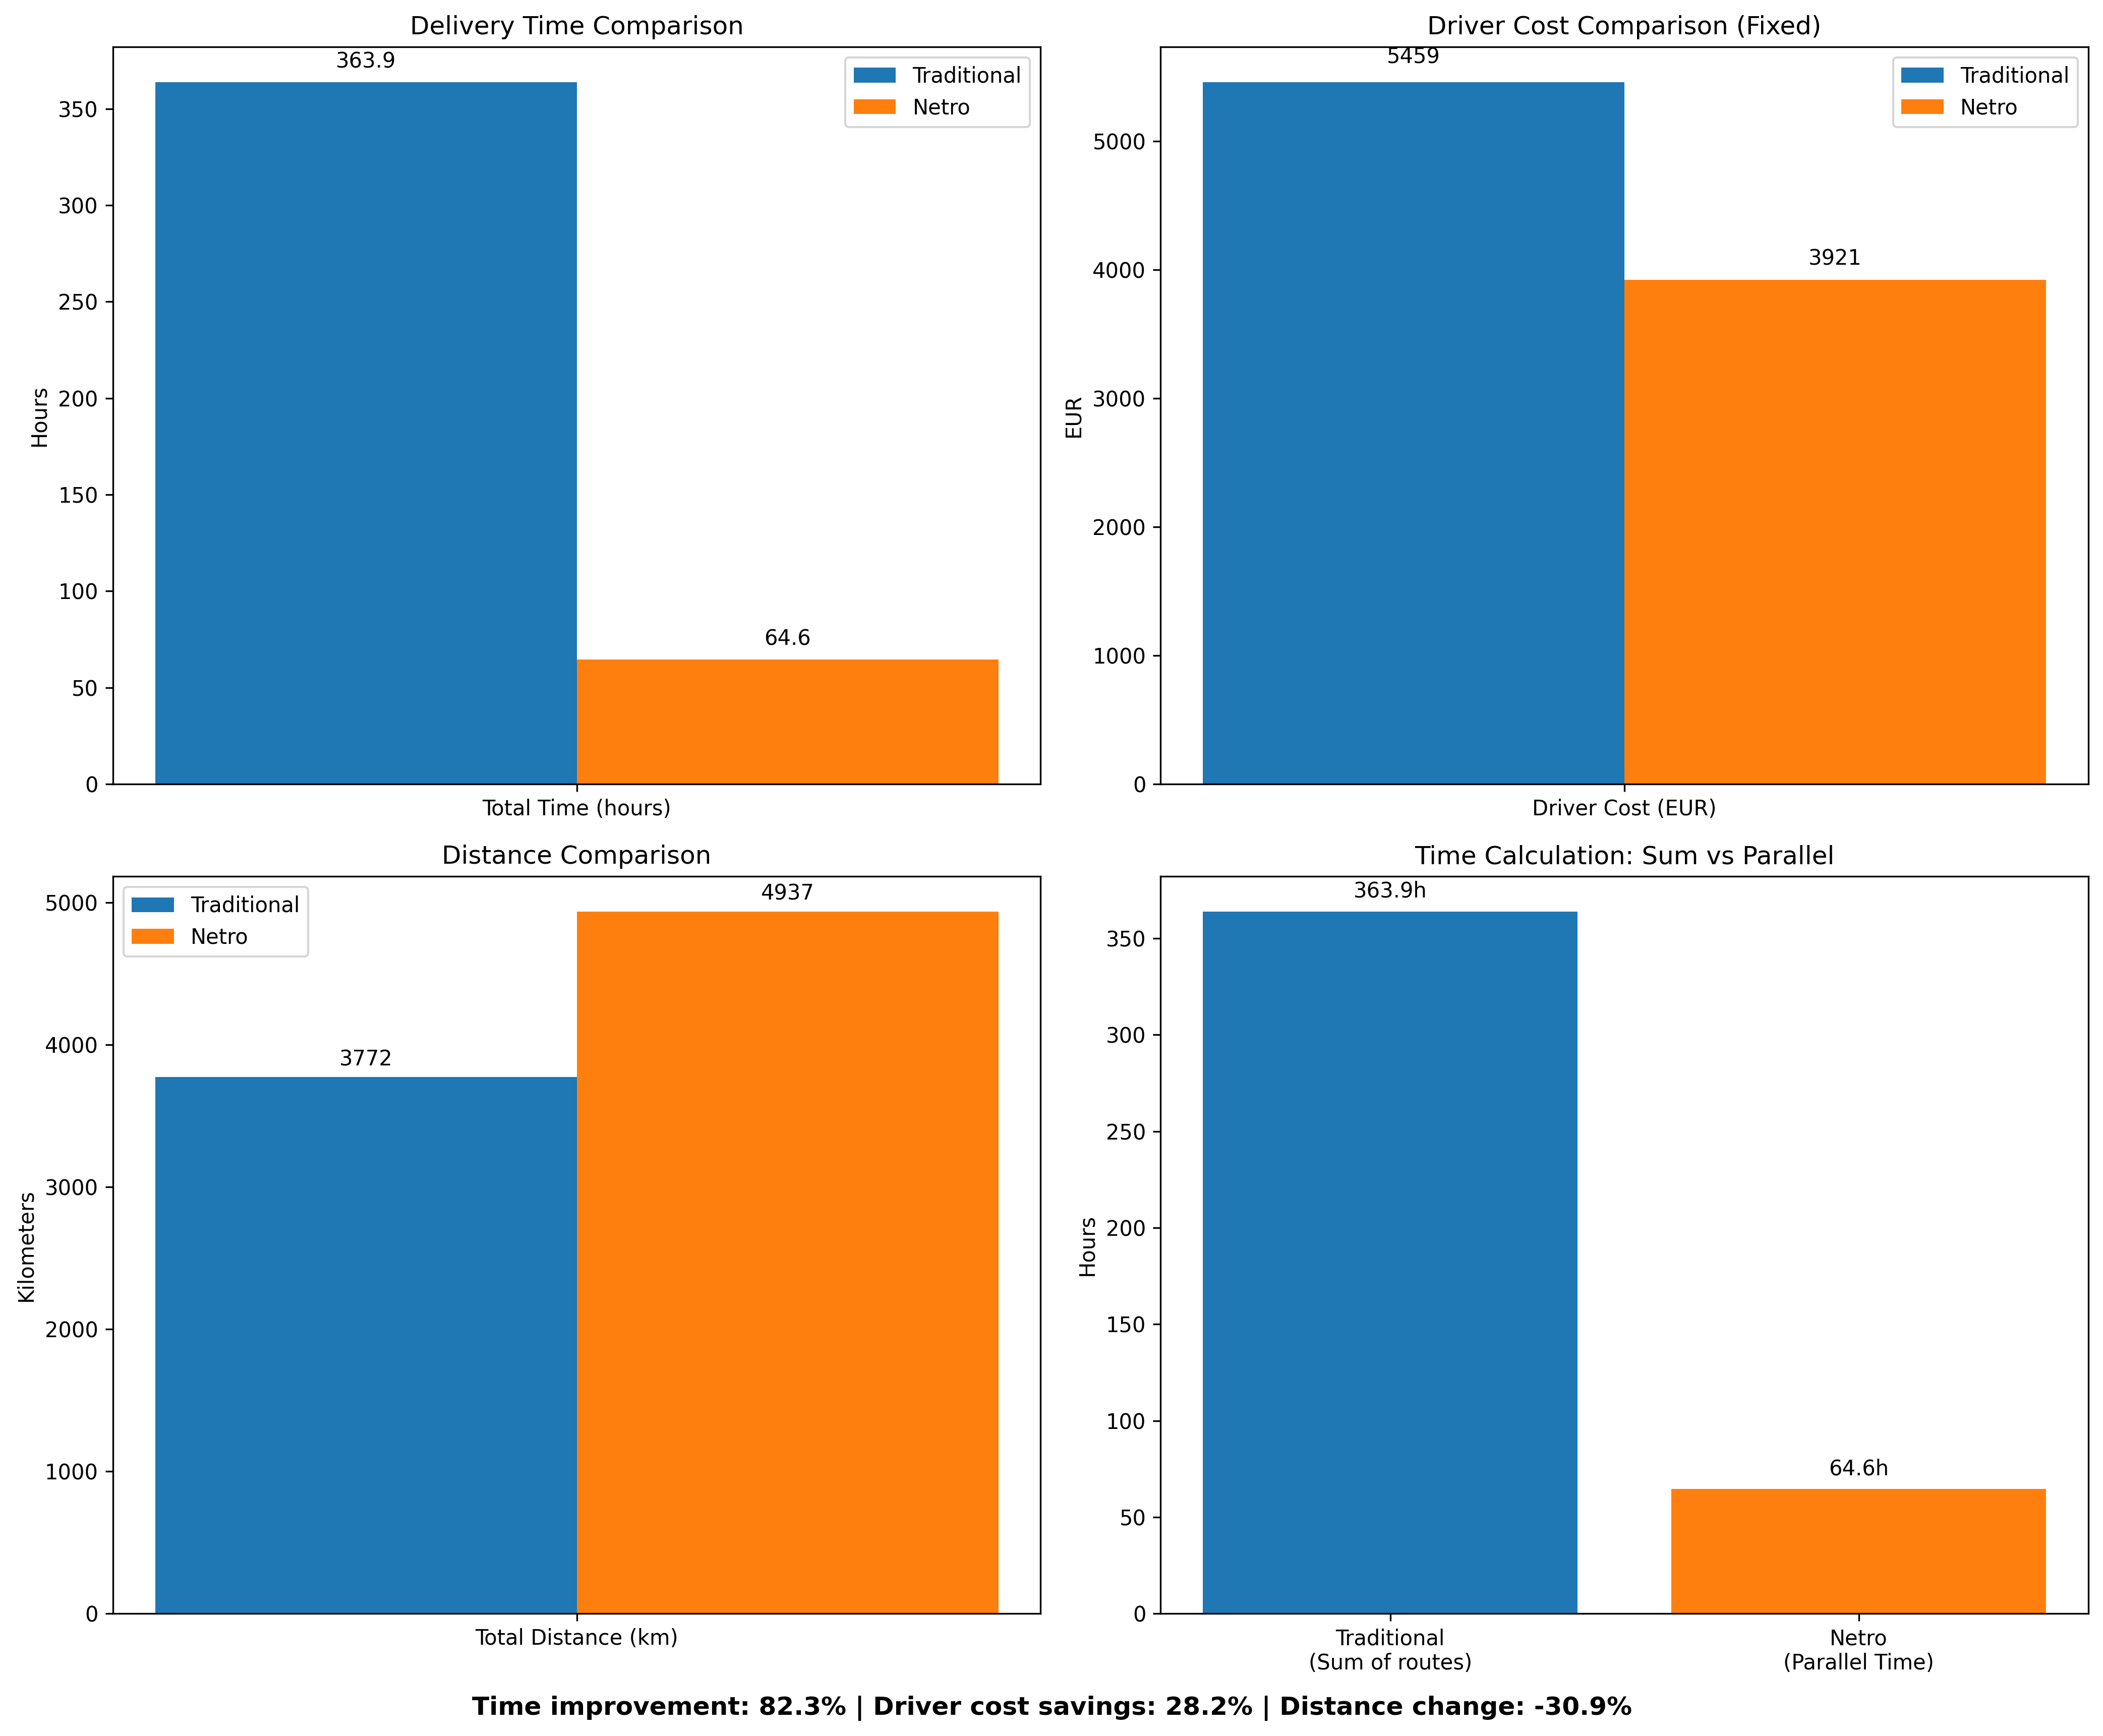 Delivery Time Comparison
363.9
64.6
Traditional
Netro
350
300
250
200
150
100
50
0
Hours
Total Time (hours)
Driver Cost Comparison (Fixed)
5459
3921
Traditional
Netro
5000
4000
3000
2000
1000
0
EUR
Driver Cost (EUR)
Distance Comparison
Traditional
Netro
3772
4937
5000
4000
3000
2000
1000
0
Kilometers
Total Distance (km)
Time Calculation: Sum vs Parallel
363.9h
64.6h
350
300
250
200
150
100
50
0
Hours
Traditional
(Sum of routes)
Netro
(Parallel Time)
Time improvement: 82.3% | Driver cost savings: 28.2% | Distance change: -30.9%